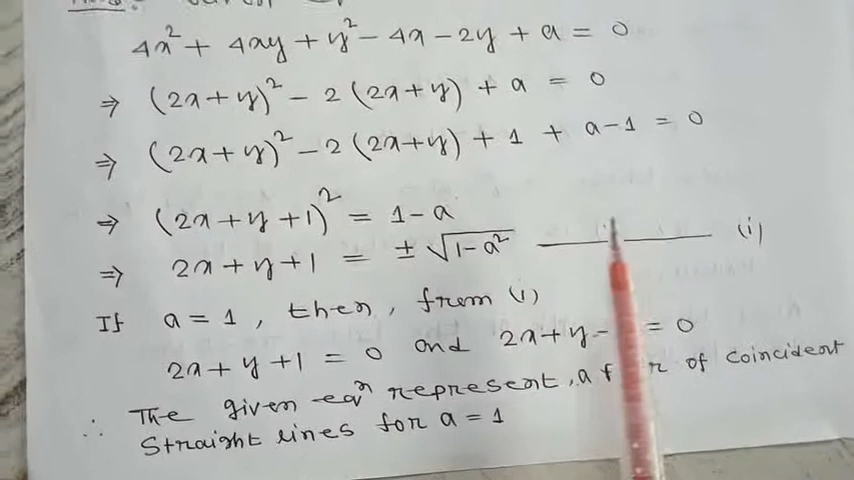 4x² + 4xy + y² - 4x - 2y + a = 0
⇒ (2x+y)² - 2(2x+y) + a = 0
⇒ (2x+y)² - 2(2x+y) + 1 + a-1 = 0
⇒ (2x+y+1)² = 1-a
⇒ 2x+y+1 = ± √1-a² ——— (i)
If a = 1, then, from (i)
2x+y+1 = 0 and 2x+y- = 0
∴ The given eqⁿ represent, a of coincident
Straight lines for a = 1